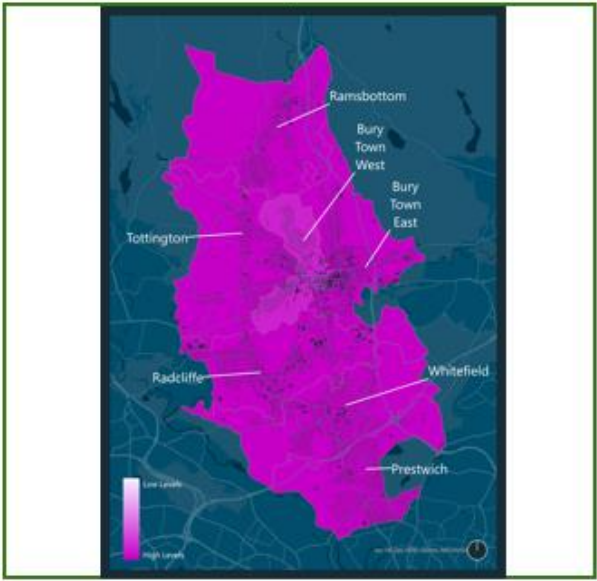 Ramsbottom
Bury
Town
West
Bury
Town
East
Tottington
Radcliffe
Whitefield
Prestwich
Low Levels
High Levels